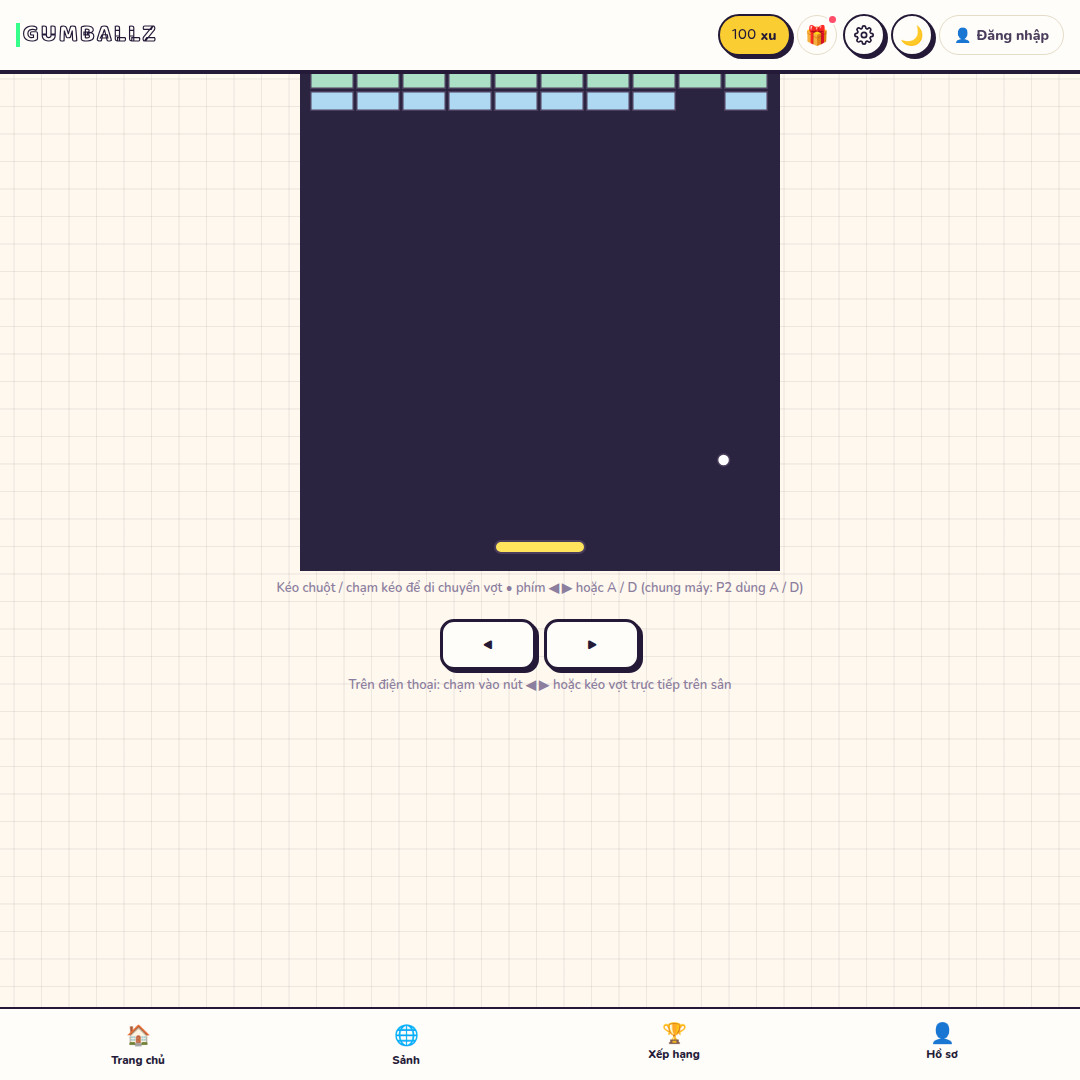 GUMBALLZ
100 xu
Đăng nhập
Kéo chuột / chạm kéo để di chuyển vợt • phím ◀ ▶ hoặc A / D (chung máy: P2 dùng A / D)
Trên điện thoại: chạm vào nút ◀ ▶ hoặc kéo vợt trực tiếp trên sân
Trang chủ
Sảnh
Xếp hạng
Hồ sơ